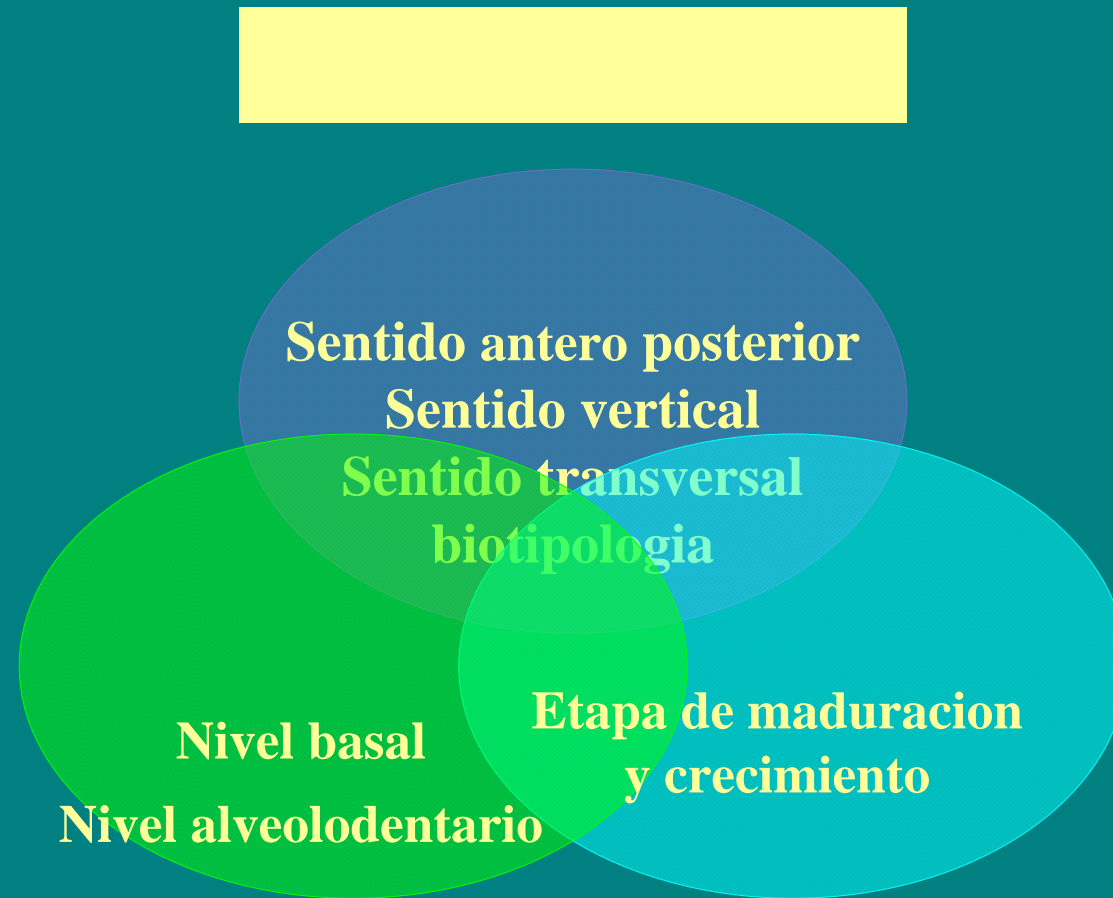 Sentido antero posterior
Sentido vertical
Sentido transversal
biotipologia
Etapa de maduracion
y crecimiento
Nivel basal
Nivel alveolodentario